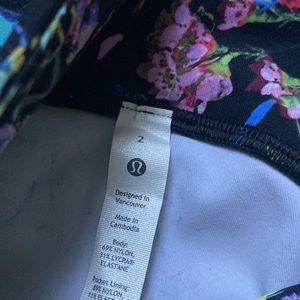 2
Designed in
Vancouver
Made in
Cambodia
Body:
69% NYLON,
31% LYCRA®
ELASTANE
Pocket Lining:
89% NYLON,